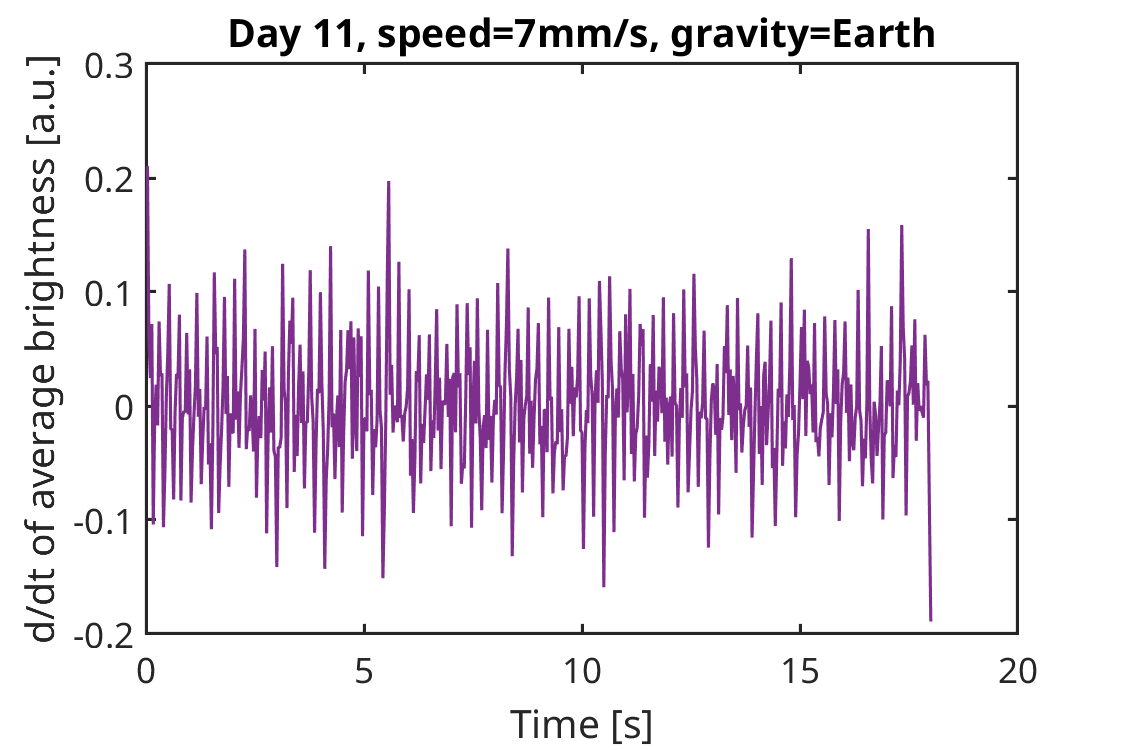 Day 11, speed=7mm/s, gravity=Earth
d/dt of average brightness [a.u.]
0.3
0.2
0.1
0
-0.1
-0.2
0 5 10 15 20
Time [s]